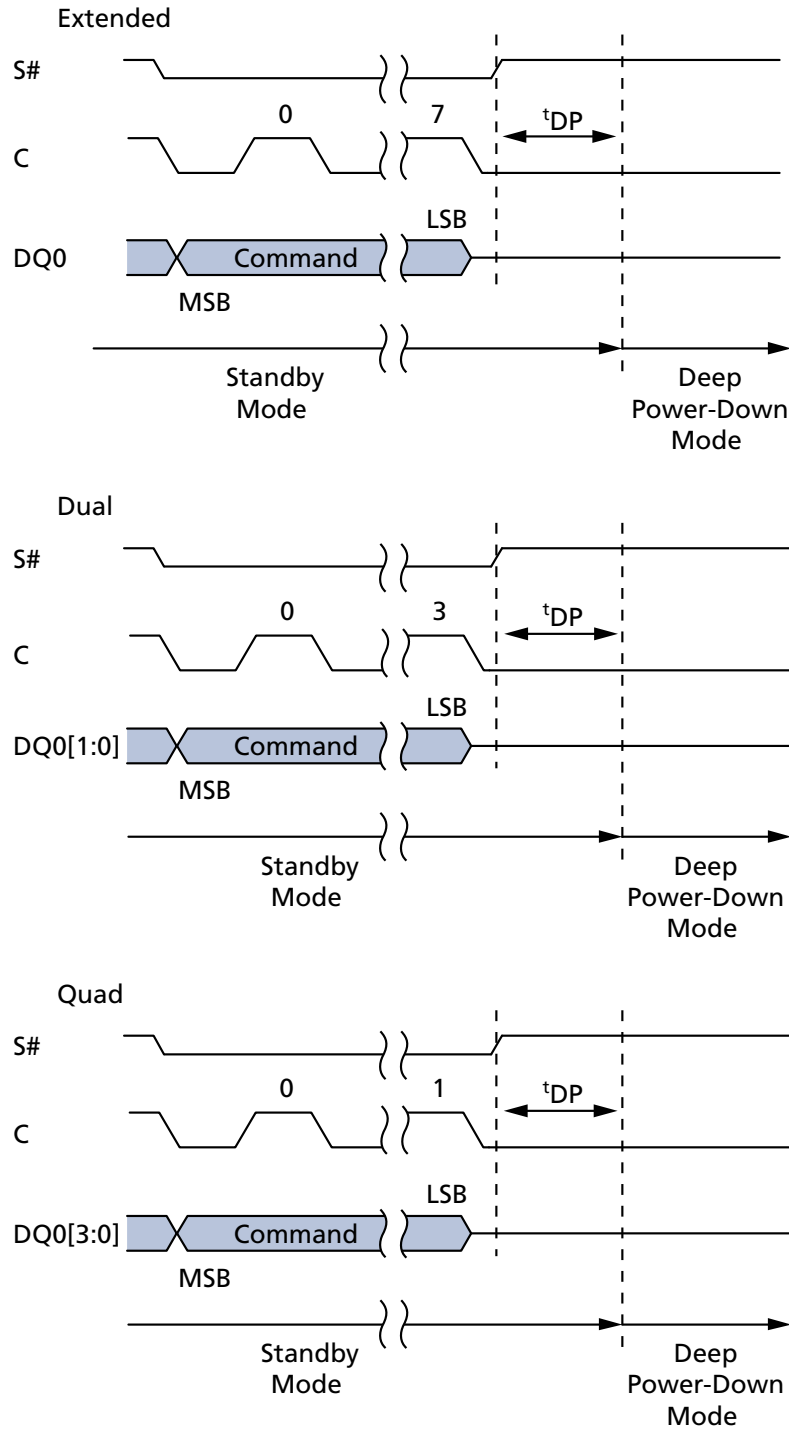 Extended
S#
0 7
tDP
C
LSB
DQ0 Command
MSB
Standby
Mode
Deep
Power-Down
Mode
Dual
S#
0 3
tDP
C
LSB
DQ0[1:0] Command
MSB
Standby
Mode
Deep
Power-Down
Mode
Quad
S#
0 1
tDP
C
LSB
DQ0[3:0] Command
MSB
Standby
Mode
Deep
Power-Down
Mode